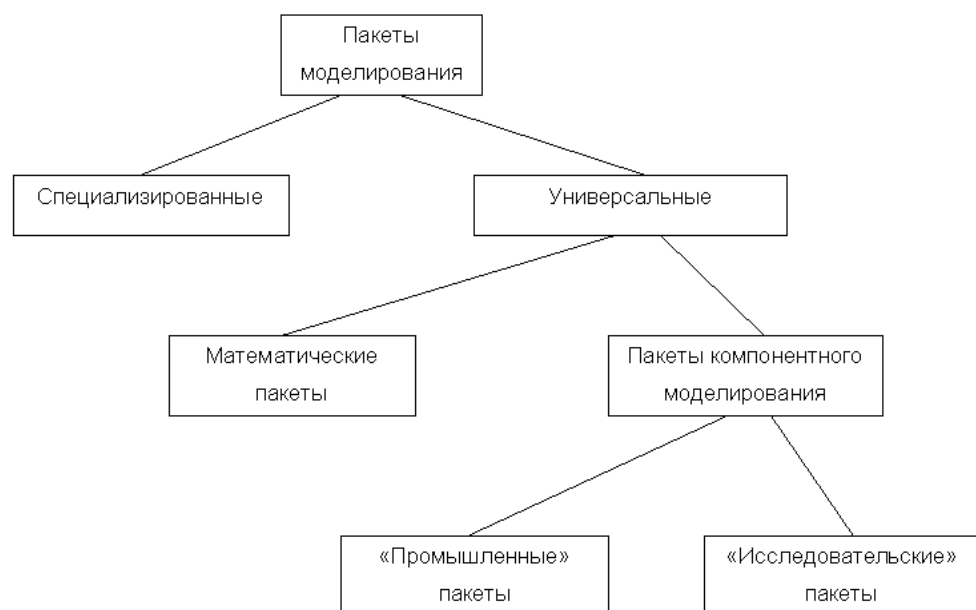 Пакеты
моделирования
Специализированные
Универсальные
Математические
пакеты
Пакеты компонентного
моделирования
«Промышленные»
пакеты
«Исследовательские»
пакеты